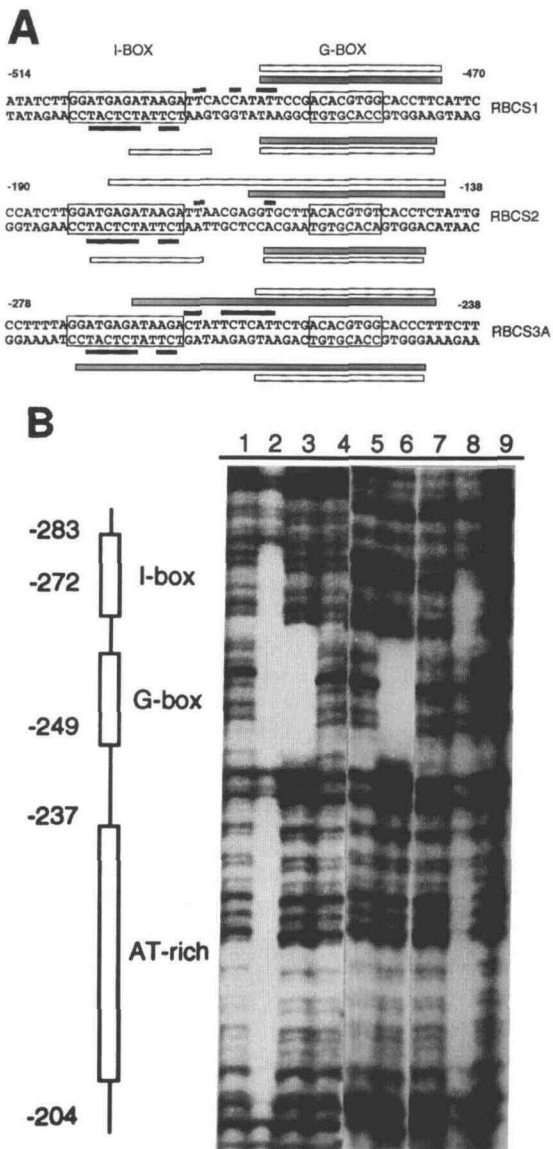 A
I-BOX G-BOX
-514 -470
ATATCTTGGATGAGATAAGATTCACCATATTCCGACACGTGGCACCTTCATTC
TATAGAACCTACTCTATTCTAAGTGGTATAAGGCTGTGCACCGTGGAAGTAAG
RBCS1
-190 -138
CCATCTTGGATGAGATAAGATTAACGAGGTGCTTACACGTGTCACCTCTATTG
GGTAGAACCTACTCTATTCTAATTGCTCCACGAATGTGCACAGTGGACATAAC
RBCS2
-278 -238
CCTTTTAGGATGAGATAAGACTATTCTCATTCTGACACGTGGCACCCTTTCTT
GGAAAATCCTACTCTATTCTGATAAGAGTAAGACTGTGCACCGTGGGAAAGAA
RBCS3A
B
1 2 3 4 5 6 7 8 9
-283
I-box
-272
G-box
-249
-237
AT-rich
-204